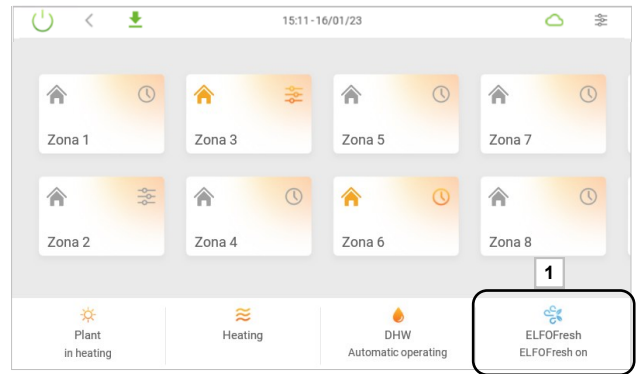 15:11-16/01/23
Zona 1
Zona 3
Zona 5
Zona 7
Zona 2
Zona 4
Zona 6
Zona 8
1
Plant
in heating
Heating
DHW
Automatic operating
ELFOFresh
ELFOFresh on